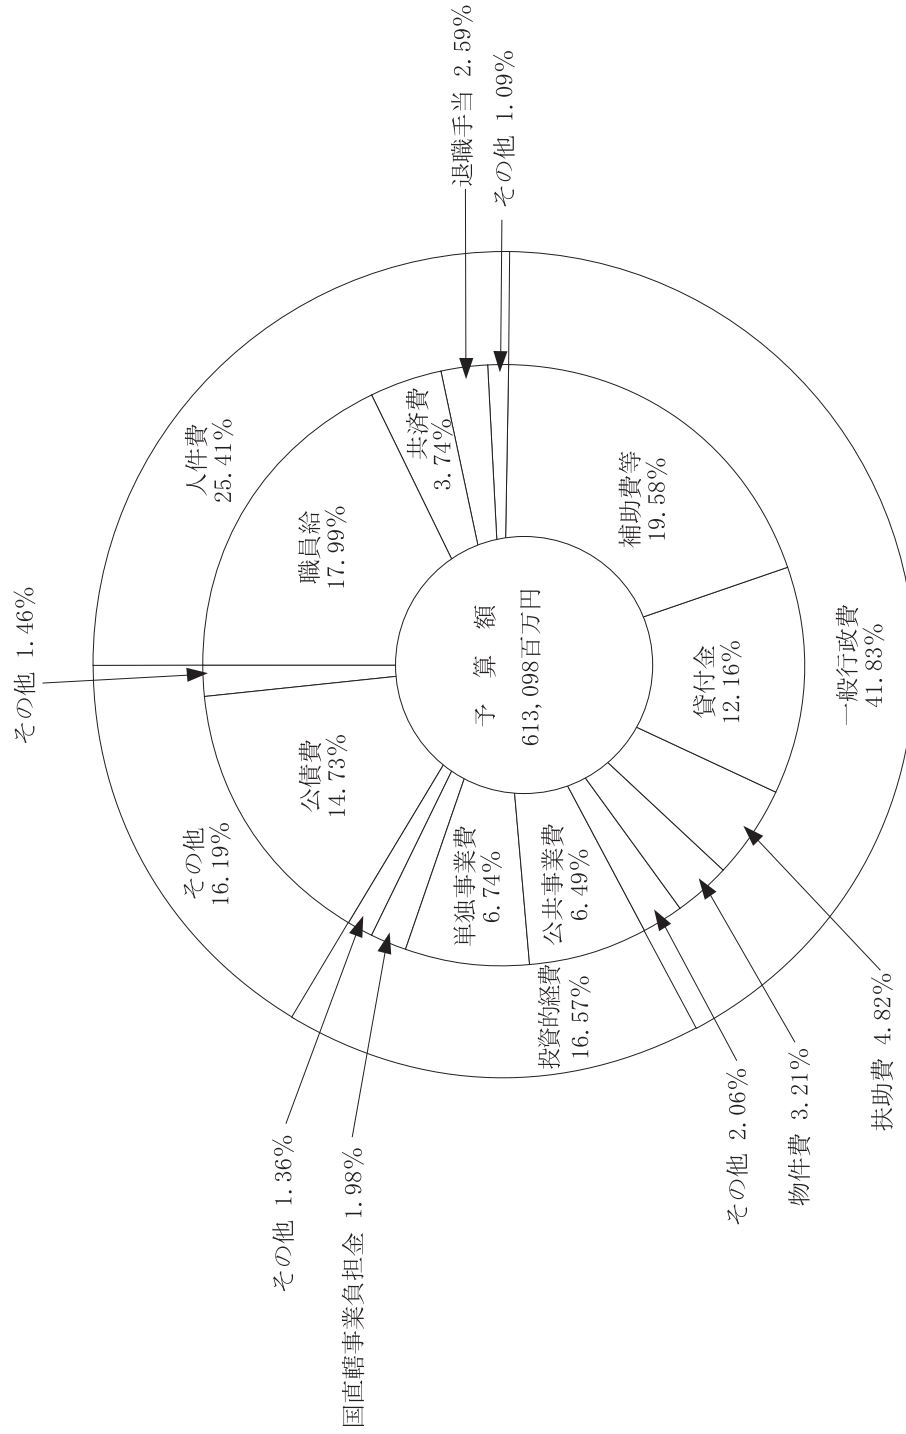 予 算 額
613,098百万円
人件費
25.41%
職員給
17.99%
共済費
3.74%
退職手当 2.59%
その他 1.09%
一般行政費
41.83%
補助費等
19.58%
貸付金
12.16%
扶助費 4.82%
物件費 3.21%
その他 2.06%
投資的経費
16.57%
公共事業費
6.49%
単独事業費
6.74%
国直轄事業負担金 1.98%
その他 1.36%
その他
16.19%
公債費
14.73%
その他 1.46%